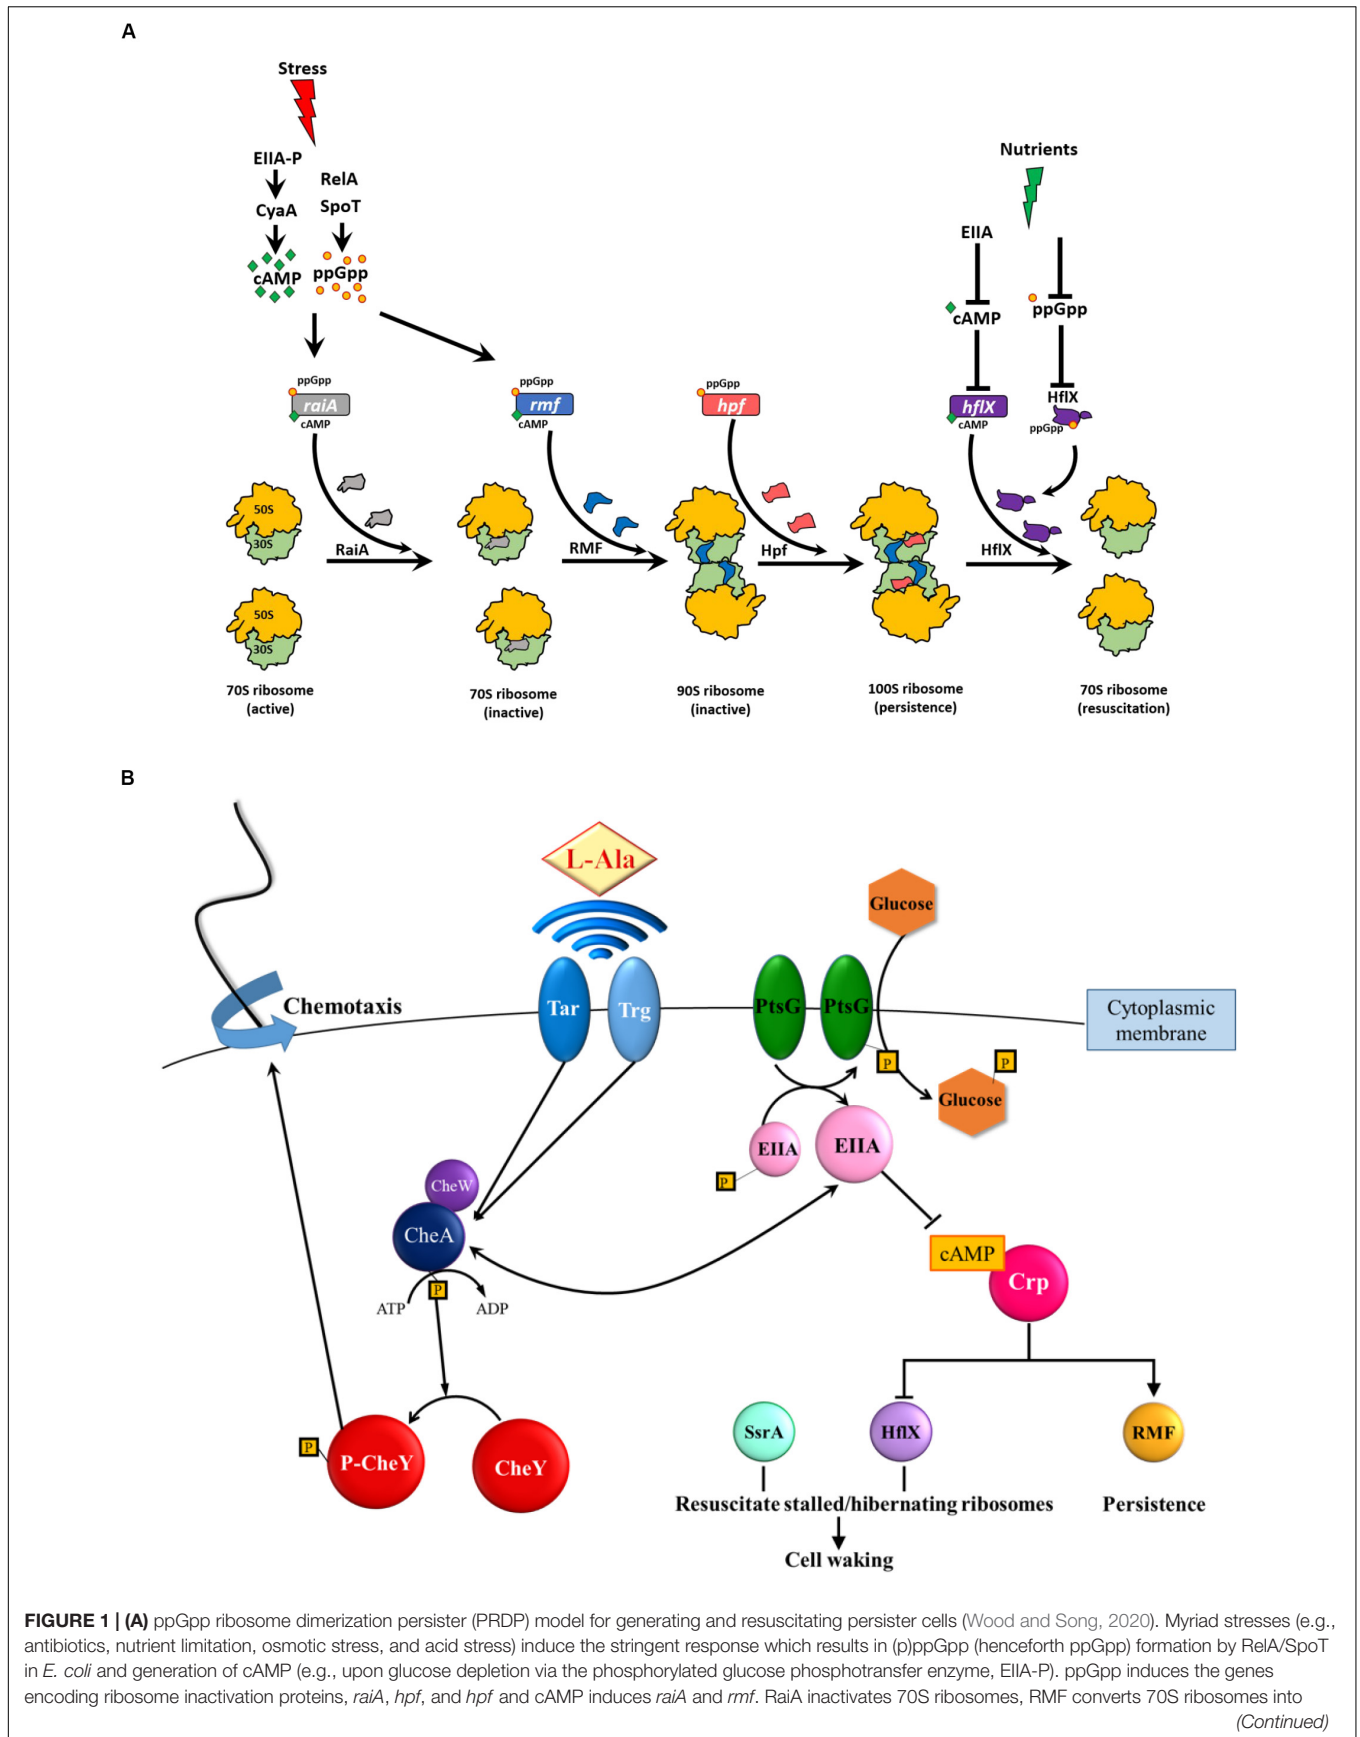 A
Stress
EIIA-P
RelA
CyaA
SpoT
cAMP
ppGpp
Nutrients
EIIA
cAMP
ppGpp
HflX
ppGpp
ppGpp
raiA
cAMP
ppGpp
rmf
cAMP
ppGpp
hpf
hflX
cAMP
50S
30S
RaiA
RMF
Hpf
HflX
50S
30S
70S ribosome
(active)
70S ribosome
(inactive)
90S ribosome
(inactive)
100S ribosome
(persistence)
70S ribosome
(resuscitation)
B
L-Ala
Glucose
Chemotaxis
Tar
Trg
PtsG
PtsG
Cytoplasmic
membrane
P
P
Glucose
EIIA
EIIA
P
CheW
CheA
P
ATP
ADP
cAMP
Crp
P
P-CheY
CheY
SsrA
HflX
RMF
Resuscitate stalled/hibernating ribosomes
Persistence
Cell waking
FIGURE 1 | (A) ppGpp ribosome dimerization persister (PRDP) model for generating and resuscitating persister cells (Wood and Song, 2020). Myriad stresses (e.g.,
antibiotics, nutrient limitation, osmotic stress, and acid stress) induce the stringent response which results in (p)ppGpp (henceforth ppGpp) formation by RelA/SpoT
in E. coli and generation of cAMP (e.g., upon glucose depletion via the phosphorylated glucose phosphotransfer enzyme, EIIA-P). ppGpp induces the genes
encoding ribosome inactivation proteins, raiA, hpf, and hpf and cAMP induces raiA and rmf. RaiA inactivates 70S ribosomes, RMF converts 70S ribosomes into
(Continued)